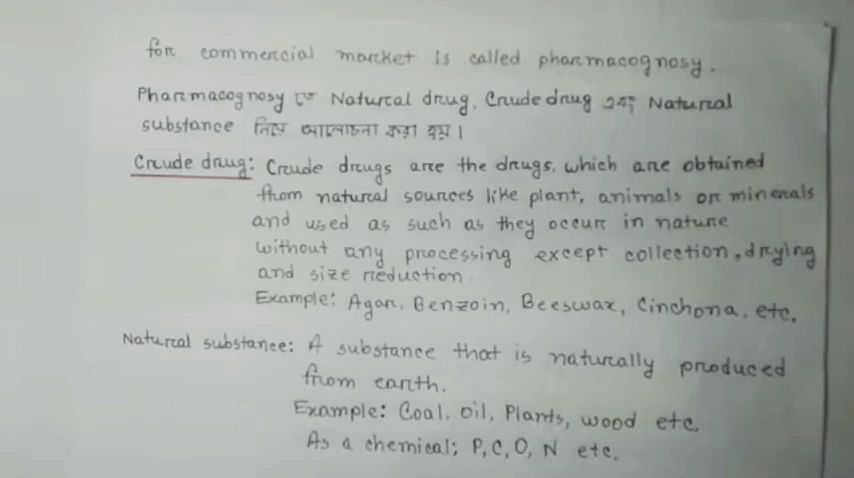 for commercial market is called pharmacognosy.
Pharmacognosy তে Natural drug, Crude drug এবং Natural
substance নিয়ে আলোচনা করা হয়।
Crude drug: Crude drugs are the drugs, which are obtained
from natural sources like plant, animals or minerals
and used as such as they occur in nature
without any processing except collection, drying
and size reduction.
Example: Agar, Benzoin, Beeswax, Cinchona, etc.
Natural substance: A substance that is naturally produced
from earth.
Example: Coal, oil, Plants, wood etc.
As a chemical; P, C, O, N etc.